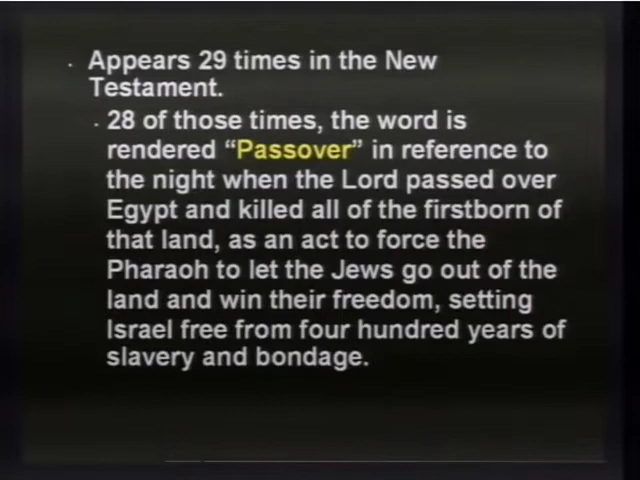 · Appears 29 times in the New
Testament.
· 28 of those times, the word is
rendered “Passover” in reference to
the night when the Lord passed over
Egypt and killed all of the firstborn of
that land, as an act to force the
Pharaoh to let the Jews go out of the
land and win their freedom, setting
Israel free from four hundred years of
slavery and bondage.